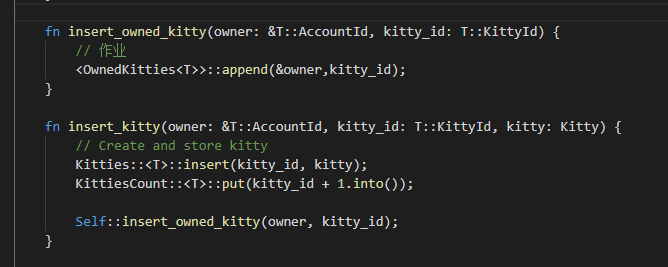 fn insert_owned_kitty(owner: &T::AccountId, kitty_id: T::KittyId) {
// 作业
<OwnedKitties<T>>::append(&owner,kitty_id);
}
fn insert_kitty(owner: &T::AccountId, kitty_id: T::KittyId, kitty: Kitty) {
// Create and store kitty
Kitties::<T>::insert(kitty_id, kitty);
KittiesCount::<T>::put(kitty_id + 1.into());
Self::insert_owned_kitty(owner, kitty_id);
}